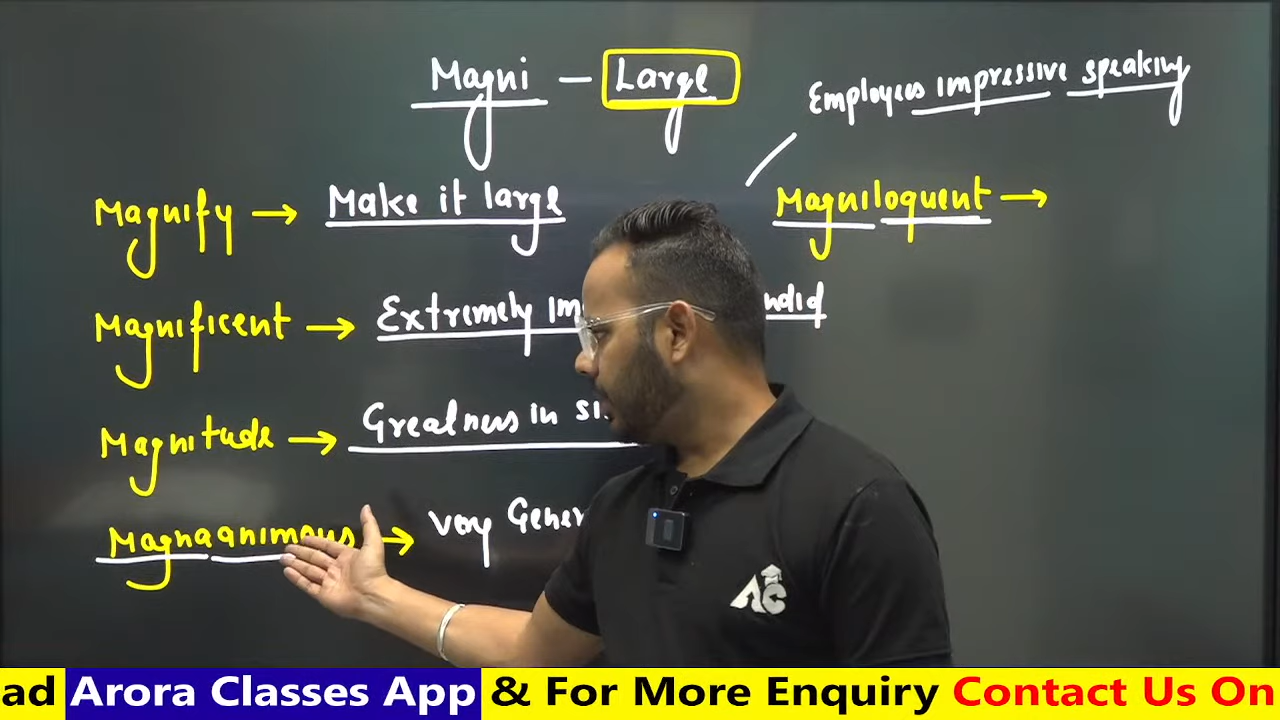 Magni - Large
Employees impressive speaking
Magnify → Make it large
Magniloquent →
Magnificent → Extremely
Magnitude → Greatness in
Magnaanimous → very
AC
ad Arora Classes App & For More Enquiry Contact Us On